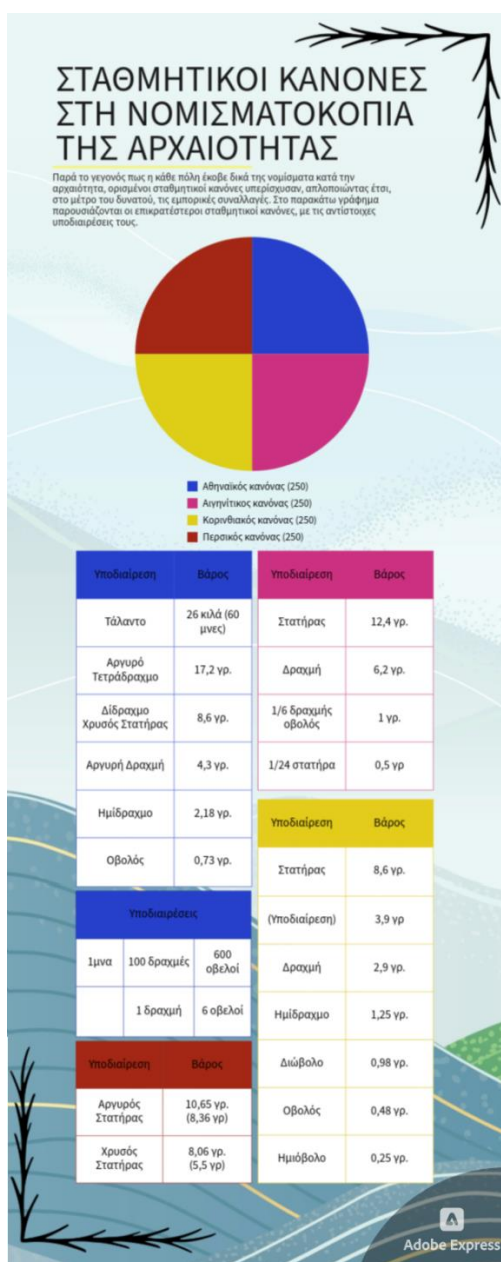 ΣΤΑΘΜΗΤΙΚΟΙ ΚΑΝΟΝΕΣ
ΣΤΗ ΝΟΜΙΣΜΑΤΟΚΟΠΙΑ
ΤΗΣ ΑΡΧΑΙΟΤΗΤΑΣ
Παρά το γεγονός πως η κάθε πόλη έκοβε δικά της νομίσματα κατά την
αρχαιότητα, ορισμένοι σταθμητικοί κανόνες υπερίσχυσαν, απλοποιώντας έτσι,
στο μέτρο του δυνατού, τις εμπορικές συναλλαγές. Στο παρακάτω γράφημα
παρουσιάζονται οι επικρατέστεροι σταθμητικοί κανόνες, με τις αντίστοιχες
υποδιαιρέσεις τους.
Αθηναϊκός κανόνας (250)
Αιγηνίτικος κανόνας (250)
Κορινθιακός κανόνας (250)
Περσικός κανόνας (250)
Υποδιαίρεση Βάρος
Τάλαντο 26 κιλά (60
μνες)
Αργυρό
Τετράδραχμο 17,2 γρ.
Δίδραχμο
Χρυσός Στατήρας 8,6 γρ.
Αργυρή Δραχμή 4,3 γρ.
Ημίδραχμο 2,18 γρ.
Οβολός 0,73 γρ.
Υποδιαιρέσεις
1μνα 100 δραχμές 600
οβελοί
1 δραχμή 6 οβελοί
Υποδιαίρεση Βάρος
Αργυρός
Στατήρας 10,65 γρ.
(8,36 γρ)
Χρυσός
Στατήρας 8,06 γρ.
(5,5 γρ)
Υποδιαίρεση Βάρος
Στατήρας 12,4 γρ.
Δραχμή 6,2 γρ.
1/6 δραχμής
οβολός 1 γρ.
1/24 στατήρα 0,5 γρ
Υποδιαίρεση Βάρος
Στατήρας 8,6 γρ.
(Υποδιαίρεση) 3,9 γρ
Δραχμή 2,9 γρ.
Ημίδραχμο 1,25 γρ.
Διώβολο 0,98 γρ.
Οβολός 0,48 γρ.
Ημιόβολο 0,25 γρ.
Adobe Express